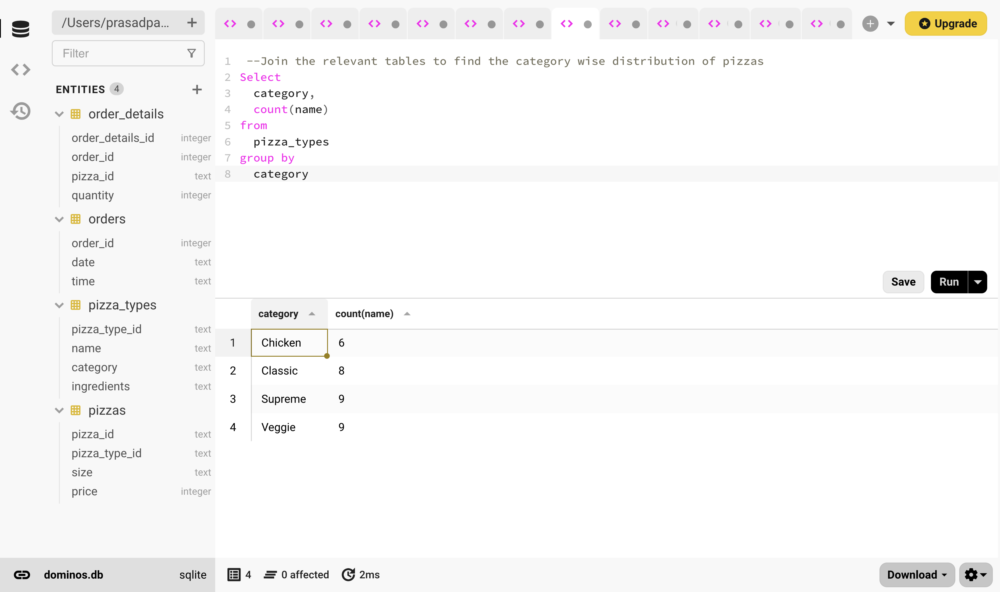 /Users/prasadpa...
Filter
ENTITIES 4
order_details
order_details_id integer
order_id integer
pizza_id text
quantity integer
orders
order_id integer
date text
time text
pizza_types
pizza_type_id text
name text
category text
ingredients text
pizzas
pizza_id text
pizza_type_id text
size text
price integer
dominos.db sqlite
Upgrade
1 --Join the relevant tables to find the category wise distribution of pizzas
2 Select
3 category,
4 count(name)
5 from
6 pizza_types
7 group by
8 category
Save Run
category count(name)
1 Chicken 6
2 Classic 8
3 Supreme 9
4 Veggie 9
4 0 affected 2ms
Download